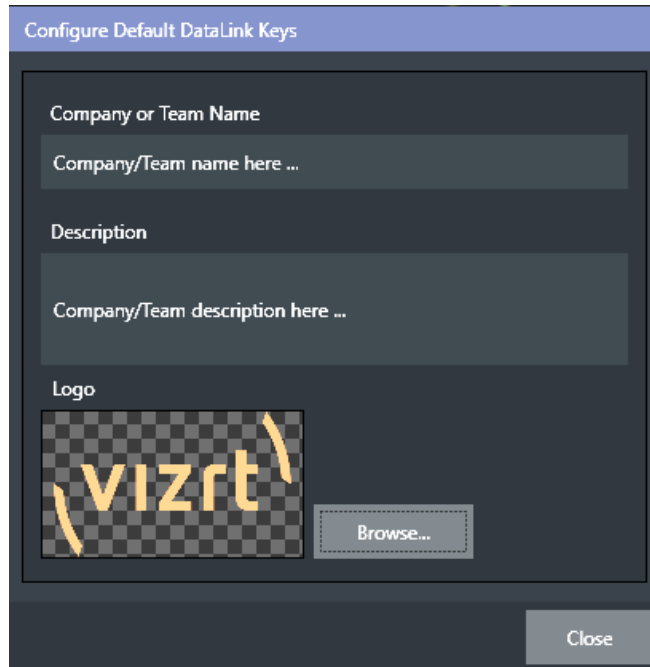 Configure Default DataLink Keys
Company or Team Name
Company/Team name here ...
Description
Company/Team description here ...
Logo
vizrt
Browse...
Close